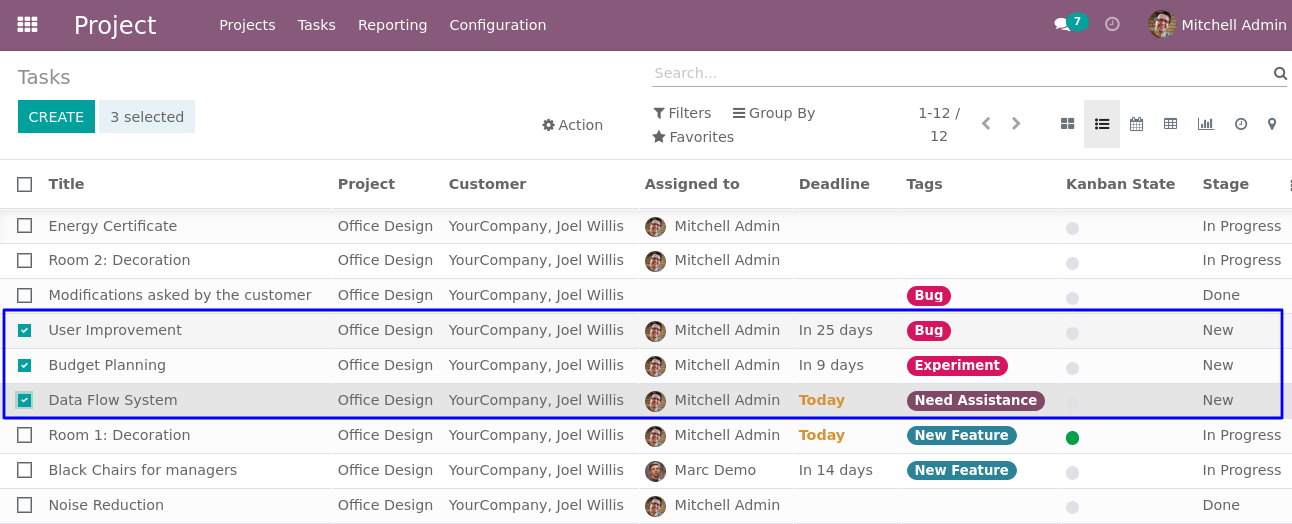 Project Projects Tasks Reporting Configuration 7 Mitchell Admin
Tasks Search...
CREATE 3 selected Action Filters Group By Favorites 1-12 / 12
Title Project Customer Assigned to Deadline Tags Kanban State Stage
Energy Certificate Office Design YourCompany, Joel Willis Mitchell Admin In Progress
Room 2: Decoration Office Design YourCompany, Joel Willis Mitchell Admin In Progress
Modifications asked by the customer Office Design YourCompany, Joel Willis Bug Done
User Improvement Office Design YourCompany, Joel Willis Mitchell Admin In 25 days Bug New
Budget Planning Office Design YourCompany, Joel Willis Mitchell Admin In 9 days Experiment New
Data Flow System Office Design YourCompany, Joel Willis Mitchell Admin Today Need Assistance New
Room 1: Decoration Office Design YourCompany, Joel Willis Mitchell Admin Today New Feature In Progress
Black Chairs for managers Office Design YourCompany, Joel Willis Marc Demo In 14 days New Feature In Progress
Noise Reduction Office Design YourCompany, Joel Willis Mitchell Admin Done